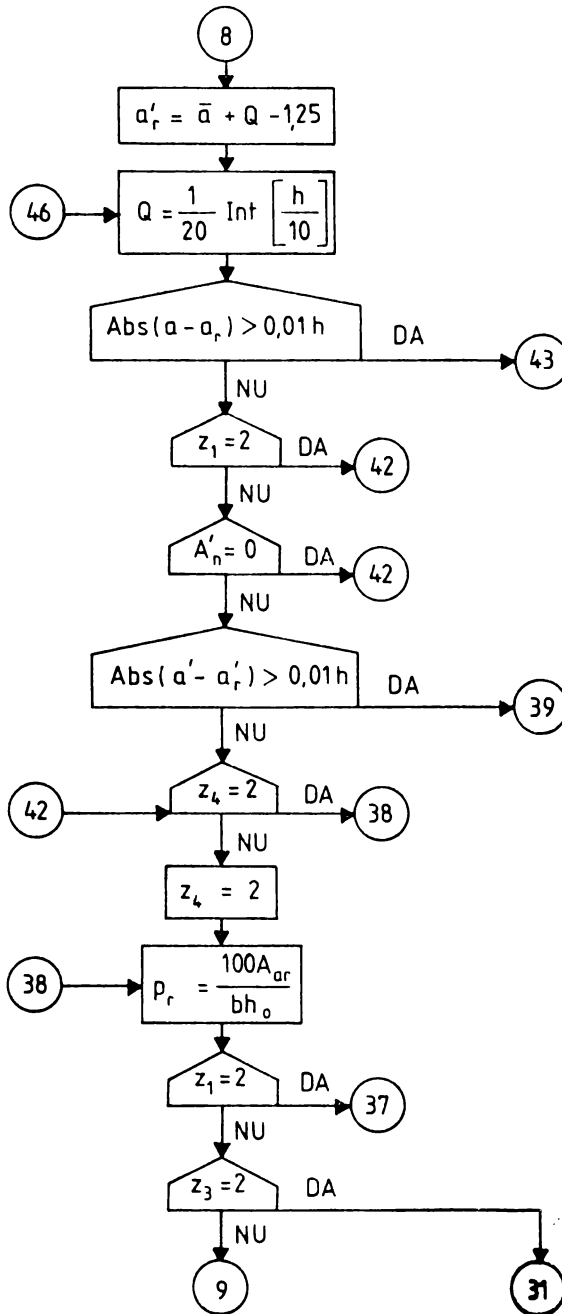 8
a'ᵣ = ā + Q - 1,25
46
Q = 1/20 Int [h/10]
Abs(a - aᵣ) > 0,01h
DA
43
NU
z₁ = 2
DA
42
NU
A'ₙ = 0
DA
42
NU
Abs(a' - a'ᵣ) > 0,01h
DA
39
NU
42
z₄ = 2
DA
38
NU
z₄ = 2
38
pᵣ = 100Aₐᵣ/bhₒ
z₁ = 2
DA
37
NU
z₃ = 2
DA
NU
9
31